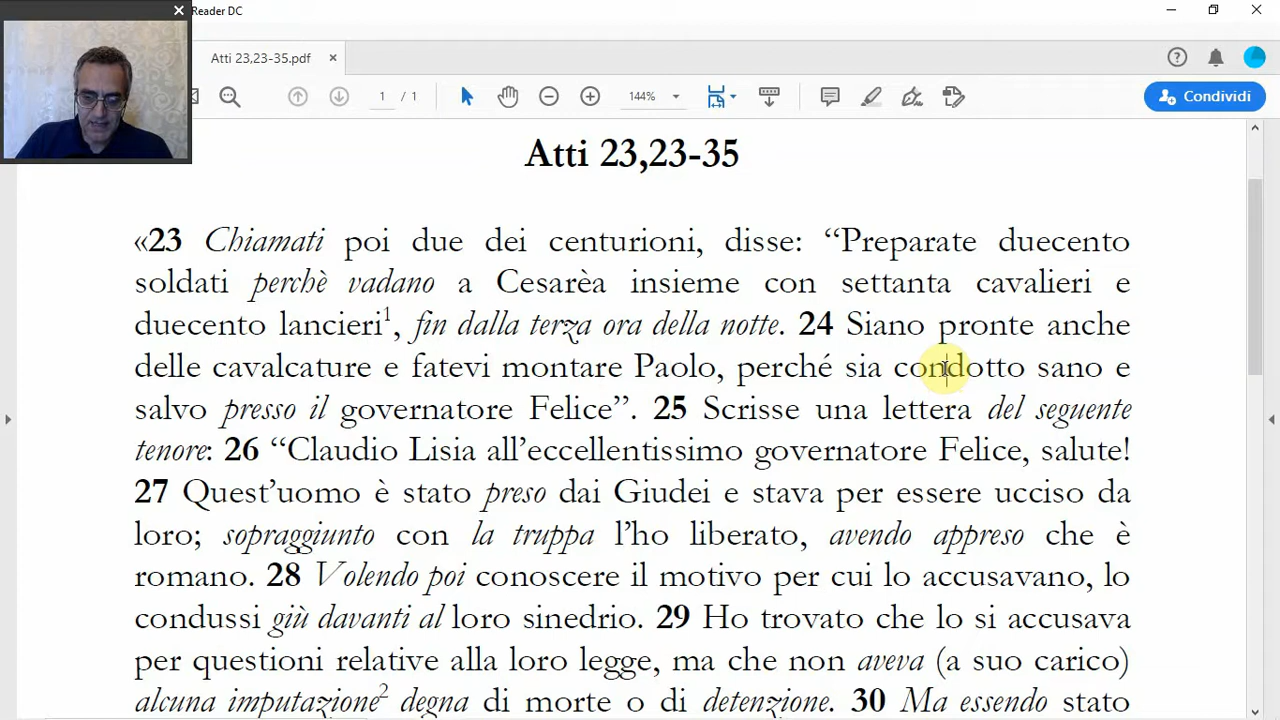 Reader DC
Atti 23,23-35.pdf
1 / 1
144%
Condividi
Atti 23,23-35
«23 Chiamati poi due dei centurioni, disse: “Preparate duecento
soldati perchè vadano a Cesarèa insieme con settanta cavalieri e
duecento lancieri1, fin dalla terza ora della notte. 24 Siano pronte anche
delle cavalcature e fatevi montare Paolo, perché sia condotto sano e
salvo presso il governatore Felice”. 25 Scrisse una lettera del seguente
tenore: 26 “Claudio Lisia all’eccellentissimo governatore Felice, salute!
27 Quest’uomo è stato preso dai Giudei e stava per essere ucciso da
loro; sopraggiunto con la truppa l’ho liberato, avendo appreso che è
romano. 28 Volendo poi conoscere il motivo per cui lo accusavano, lo
condussi giù davanti al loro sinedrio. 29 Ho trovato che lo si accusava
per questioni relative alla loro legge, ma che non aveva (a suo carico)
alcuna imputazione2 degna di morte o di detenzione. 30 Ma essendo stato